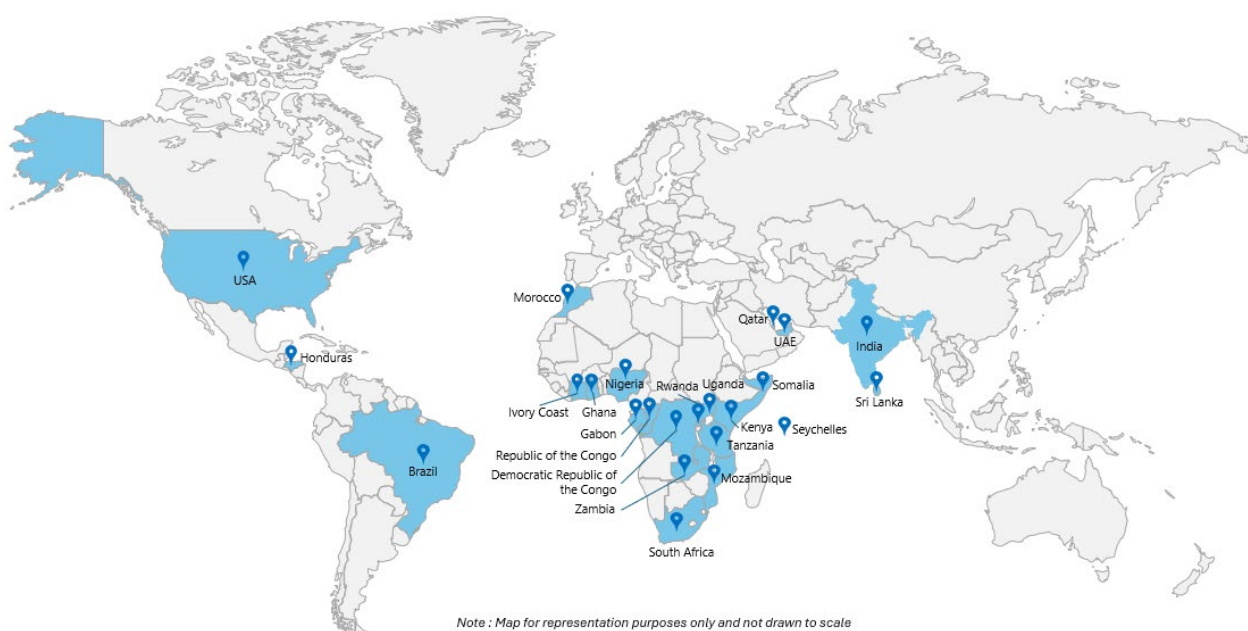 USA
Honduras
Brazil
Morocco
Qatar
UAE
India
Sri Lanka
Nigeria
Rwanda
Uganda
Somalia
Ivory Coast
Ghana
Gabon
Kenya
Seychelles
Tanzania
Republic of the Congo
Democratic Republic of
the Congo
Mozambique
Zambia
South Africa
Note : Map for representation purposes only and not drawn to scale